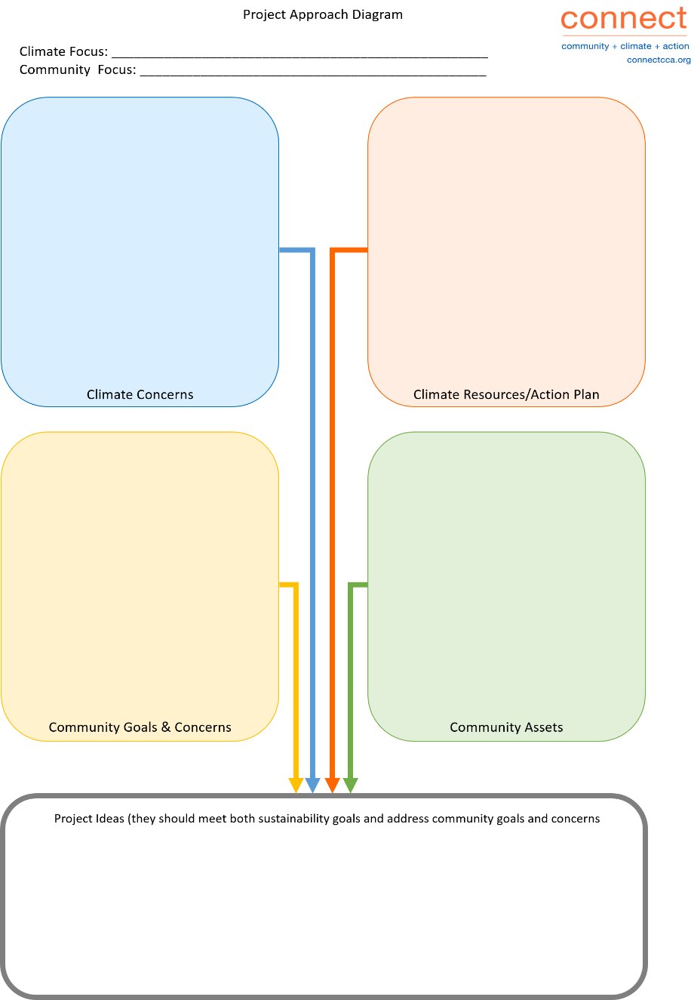 Project Approach Diagram
connect
community + climate + action
connectcca.org
Climate Focus: ___________________________________________________
Community  Focus: _______________________________________________
Climate Concerns
Climate Resources/Action Plan
Community Goals & Concerns
Community Assets
Project Ideas (they should meet both sustainability goals and address community goals and concerns